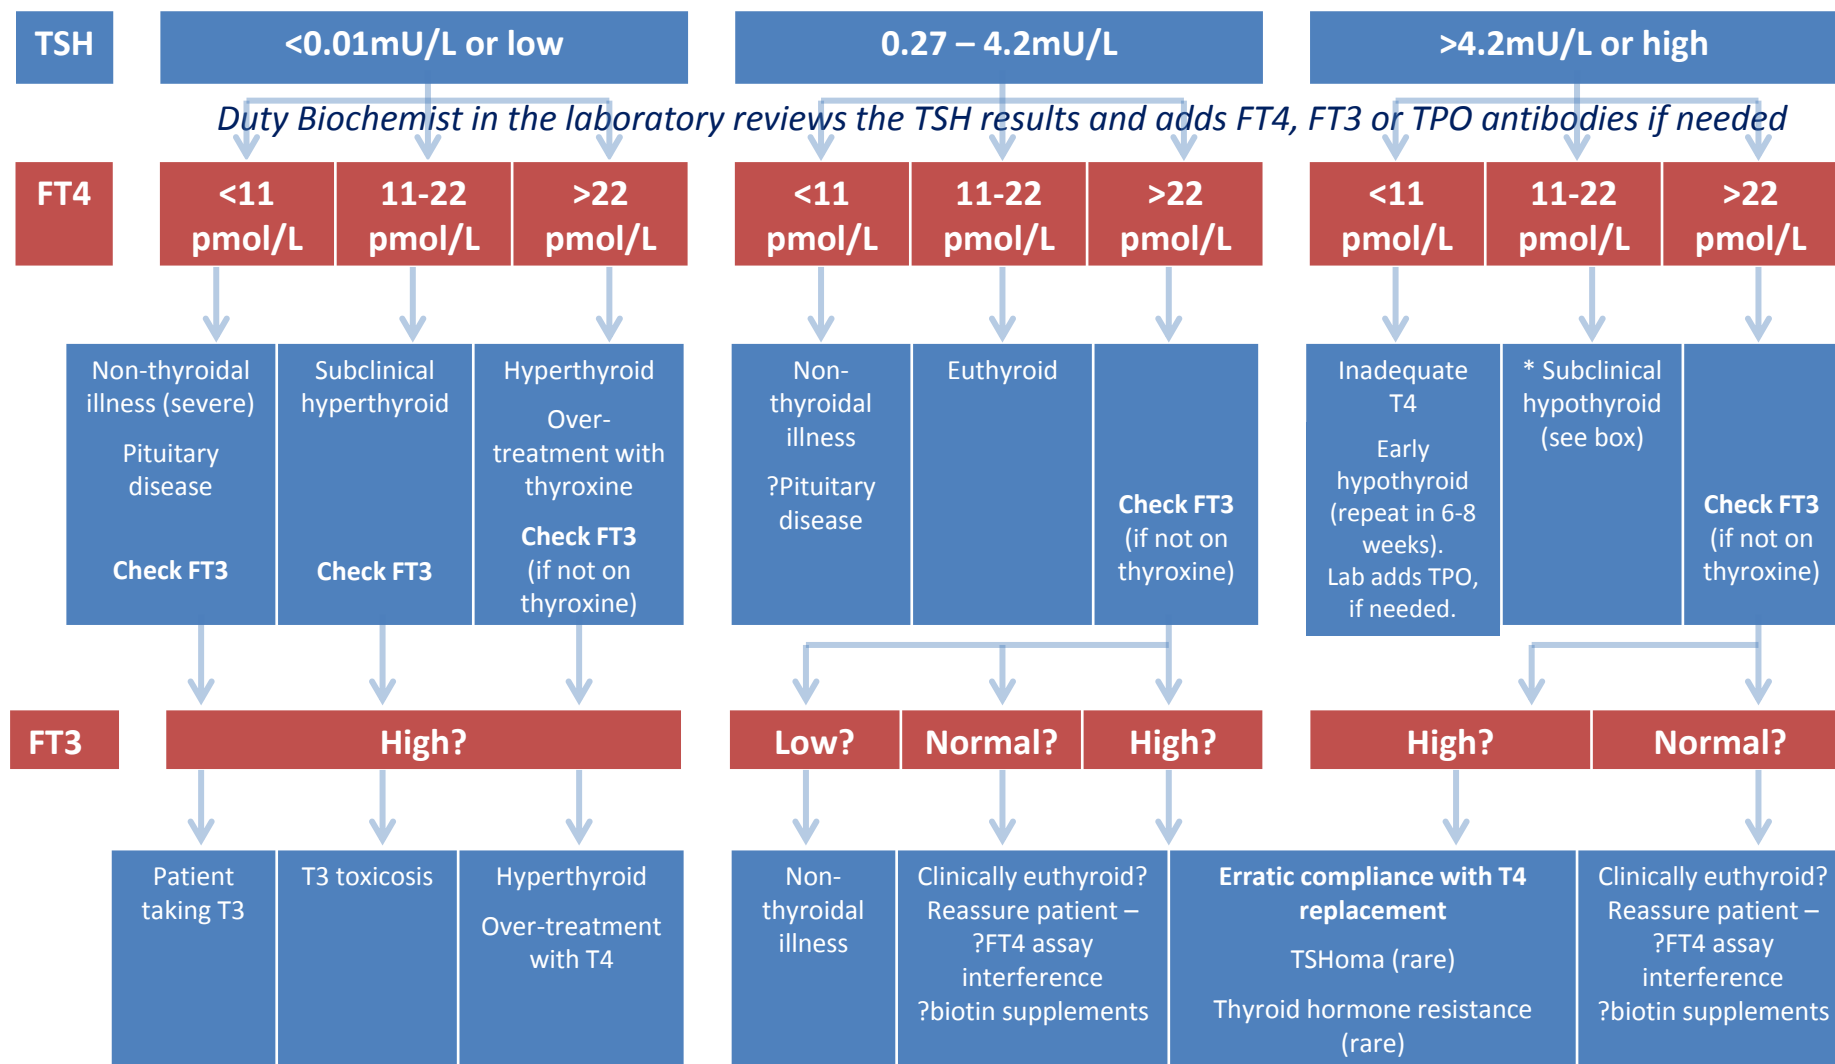 TSH
<0.01mU/L or low
0.27 – 4.2mU/L
>4.2mU/L or high
Duty Biochemist in the laboratory reviews the TSH results and adds FT4, FT3 or TPO antibodies if needed
FT4
<11
pmol/L
11-22
pmol/L
>22
pmol/L
<11
pmol/L
11-22
pmol/L
>22
pmol/L
<11
pmol/L
11-22
pmol/L
>22
pmol/L
Non-thyroidal
illness (severe)
Pituitary
disease
Check FT3
Subclinical
hyperthyroid
Check FT3
Hyperthyroid
Over-
treatment with
thyroxine
Check FT3
(if not on
thyroxine)
Non-
thyroidal
illness
?Pituitary
disease
Euthyroid
Check FT3
(if not on
thyroxine)
Inadequate
T4
Early
hypothyroid
(repeat in 6-8
weeks).
Lab adds TPO,
if needed.
* Subclinical
hypothyroid
(see box)
Check FT3
(if not on
thyroxine)
FT3
High?
Low?
Normal?
High?
High?
Normal?
Patient
taking T3
T3 toxicosis
Hyperthyroid
Over-treatment
with T4
Non-
thyroidal
illness
Clinically euthyroid?
Reassure patient –
?FT4 assay
interference
?biotin supplements
Erratic compliance with T4
replacement
TSHoma (rare)
Thyroid hormone resistance
(rare)
Clinically euthyroid?
Reassure patient –
?FT4 assay
interference
?biotin supplements